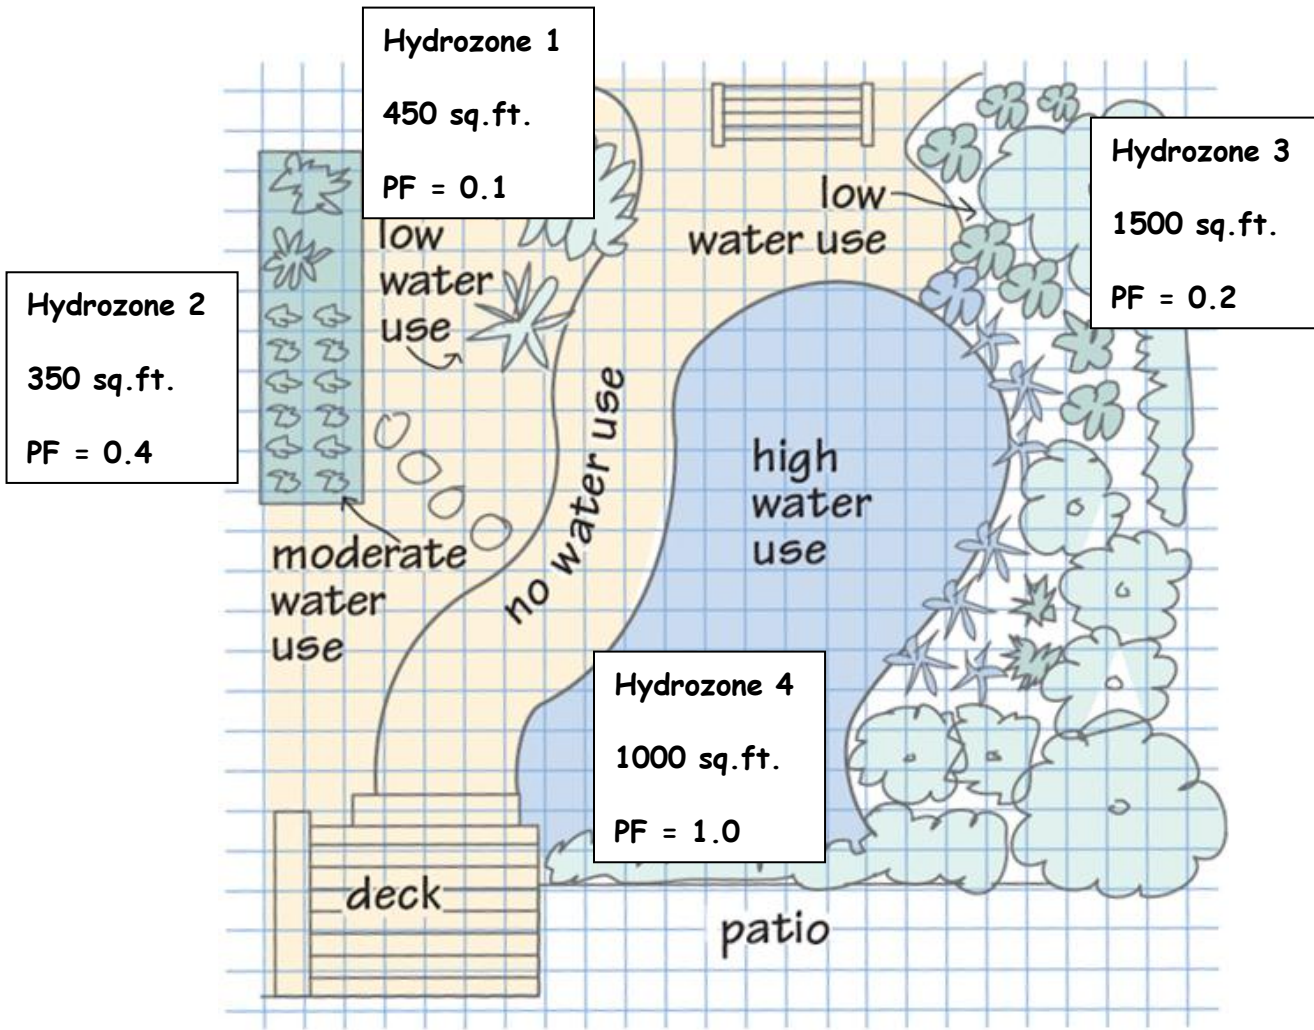 Hydrozone 1
450 sq.ft.
PF = 0.1
Hydrozone 3
1500 sq.ft.
PF = 0.2
low
water use
low
water
use
Hydrozone 2
350 sq.ft.
PF = 0.4
no water use
high
water
use
moderate
water
use
Hydrozone 4
1000 sq.ft.
PF = 1.0
deck
patio